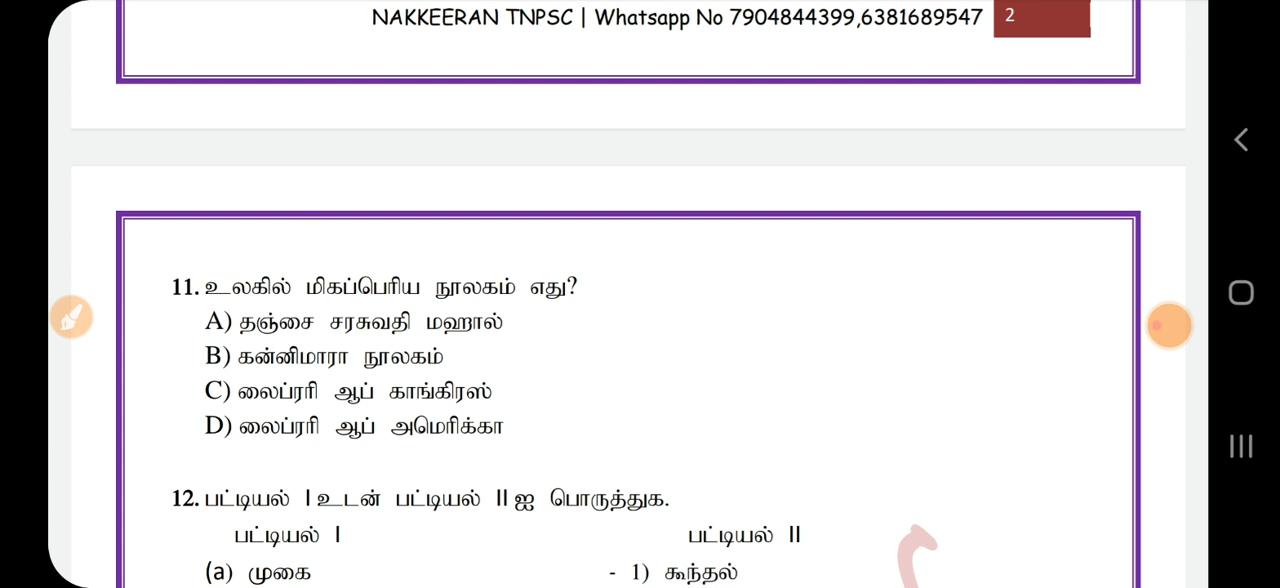 NAKKEERAN TNPSC | Whatsapp No 7904844399,6381689547 2
11. உலகில் மிகப்பெரிய நூலகம் எது?
A) தஞ்சை சரசுவதி மஹால்
B) கன்னிமாரா நூலகம்
C) லைப்ரரி ஆப் காங்கிரஸ்
D) லைப்ரரி ஆப் அமெரிக்கா
12. பட்டியல் I உடன் பட்டியல் II ஐ பொருத்துக.
பட்டியல் I பட்டியல் II
(a) முகை - 1) கூந்தல்